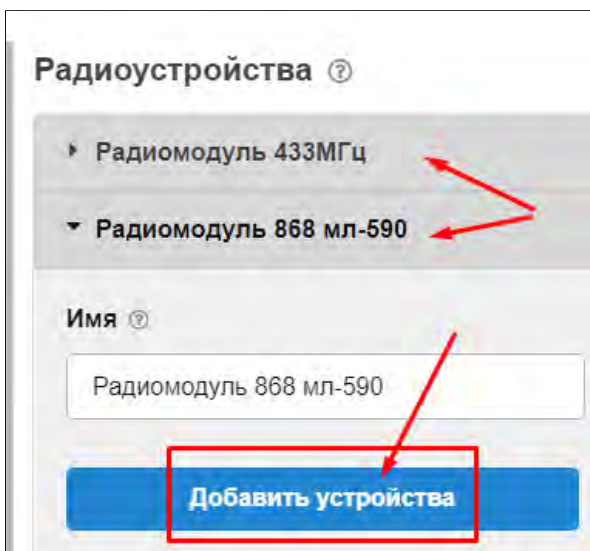 Радиоустройства ?
Радиомодуль 433МГц
Радиомодуль 868 мл-590
Имя ?
Радиомодуль 868 мл-590
Добавить устройства